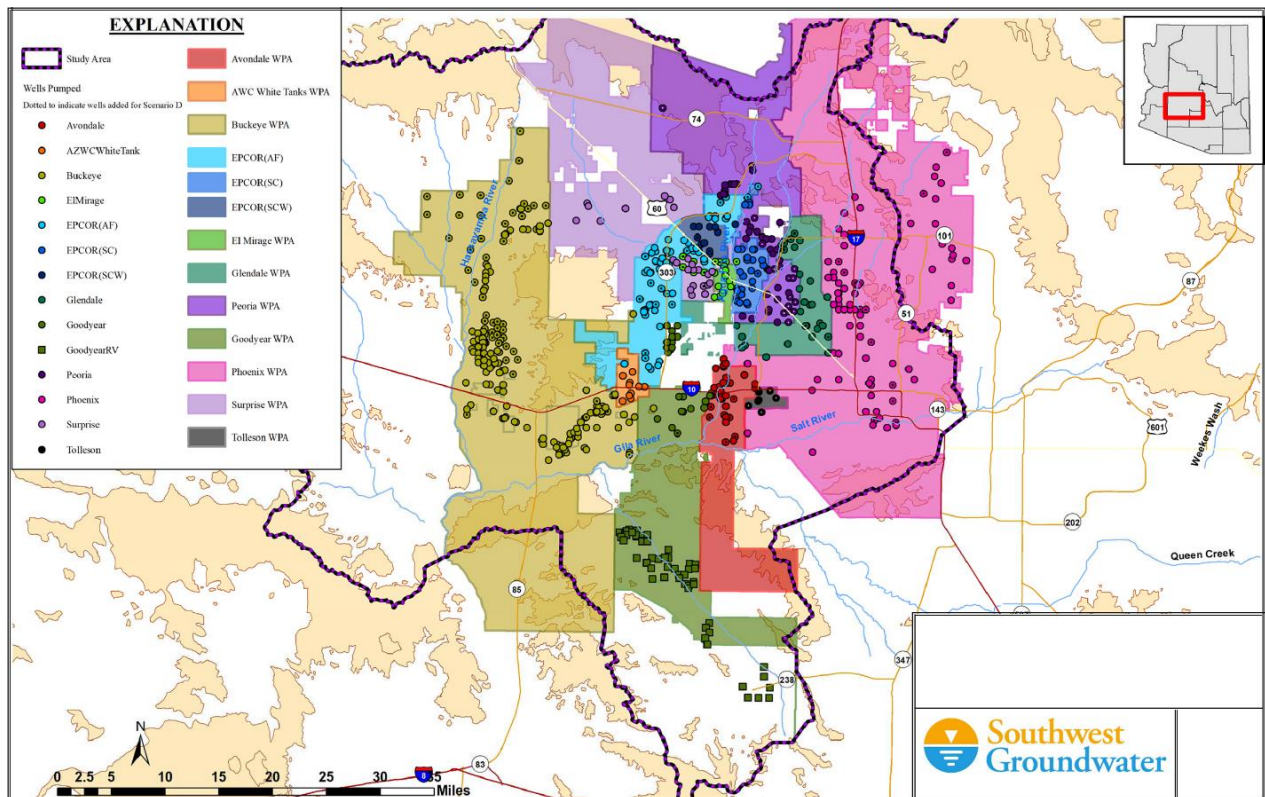 EXPLANATION
Study Area
Wells Pumped
Dotted to indicate wells added for Scenario D
Avondale
AZWCWhiteTank
Buckeye
ElMirage
EPCOR(AF)
EPCOR(SC)
EPCOR(SCW)
Glendale
Goodyear
GoodyearRV
Peoria
Phoenix
Surprise
Tolleson
Avondale WPA
AWC White Tanks WPA
Buckeye WPA
EPCOR(AF)
EPCOR(SC)
EPCOR(SCW)
El Mirage WPA
Glendale WPA
Peoria WPA
Goodyear WPA
Phoenix WPA
Surprise WPA
Tolleson WPA
74
60
Hassayampa River
River
17
101
303
51
87
10
143
Salt River
Gila River
601
Weekes Wash
202
Queen Creek
85
347
238
83
8
N
0 2.5 5 10 15 20 25 30 35
Miles
Southwest
Groundwater